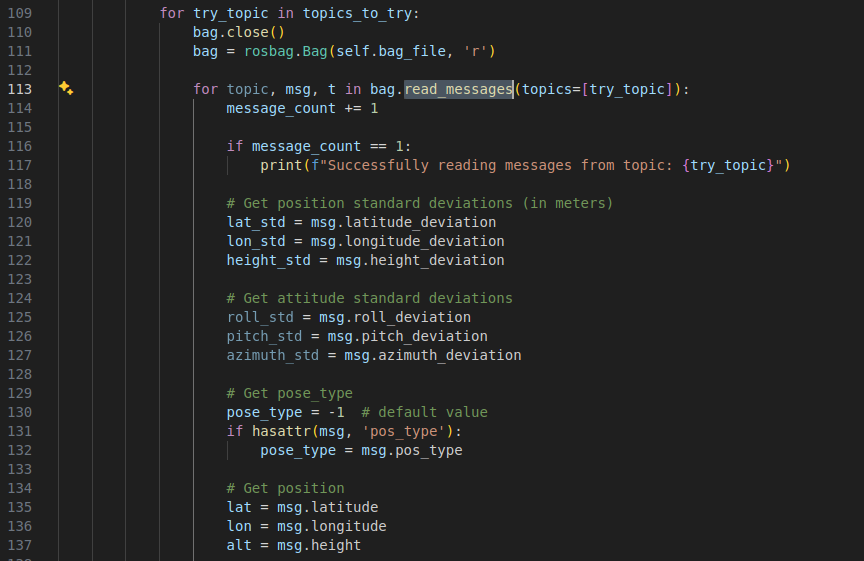 109 for try_topic in topics_to_try:
110 bag.close()
111 bag = rosbag.Bag(self.bag_file, 'r')
112
113 for topic, msg, t in bag.read_messages(topics=[try_topic]):
114 message_count += 1
115
116 if message_count == 1:
117 print(f"Successfully reading messages from topic: {try_topic}")
118
119 # Get position standard deviations (in meters)
120 lat_std = msg.latitude_deviation
121 lon_std = msg.longitude_deviation
122 height_std = msg.height_deviation
123
124 # Get attitude standard deviations
125 roll_std = msg.roll_deviation
126 pitch_std = msg.pitch_deviation
127 azimuth_std = msg.azimuth_deviation
128
129 # Get pose_type
130 pose_type = -1  # default value
131 if hasattr(msg, 'pos_type'):
132 pose_type = msg.pos_type
133
134 # Get position
135 lat = msg.latitude
136 lon = msg.longitude
137 alt = msg.height